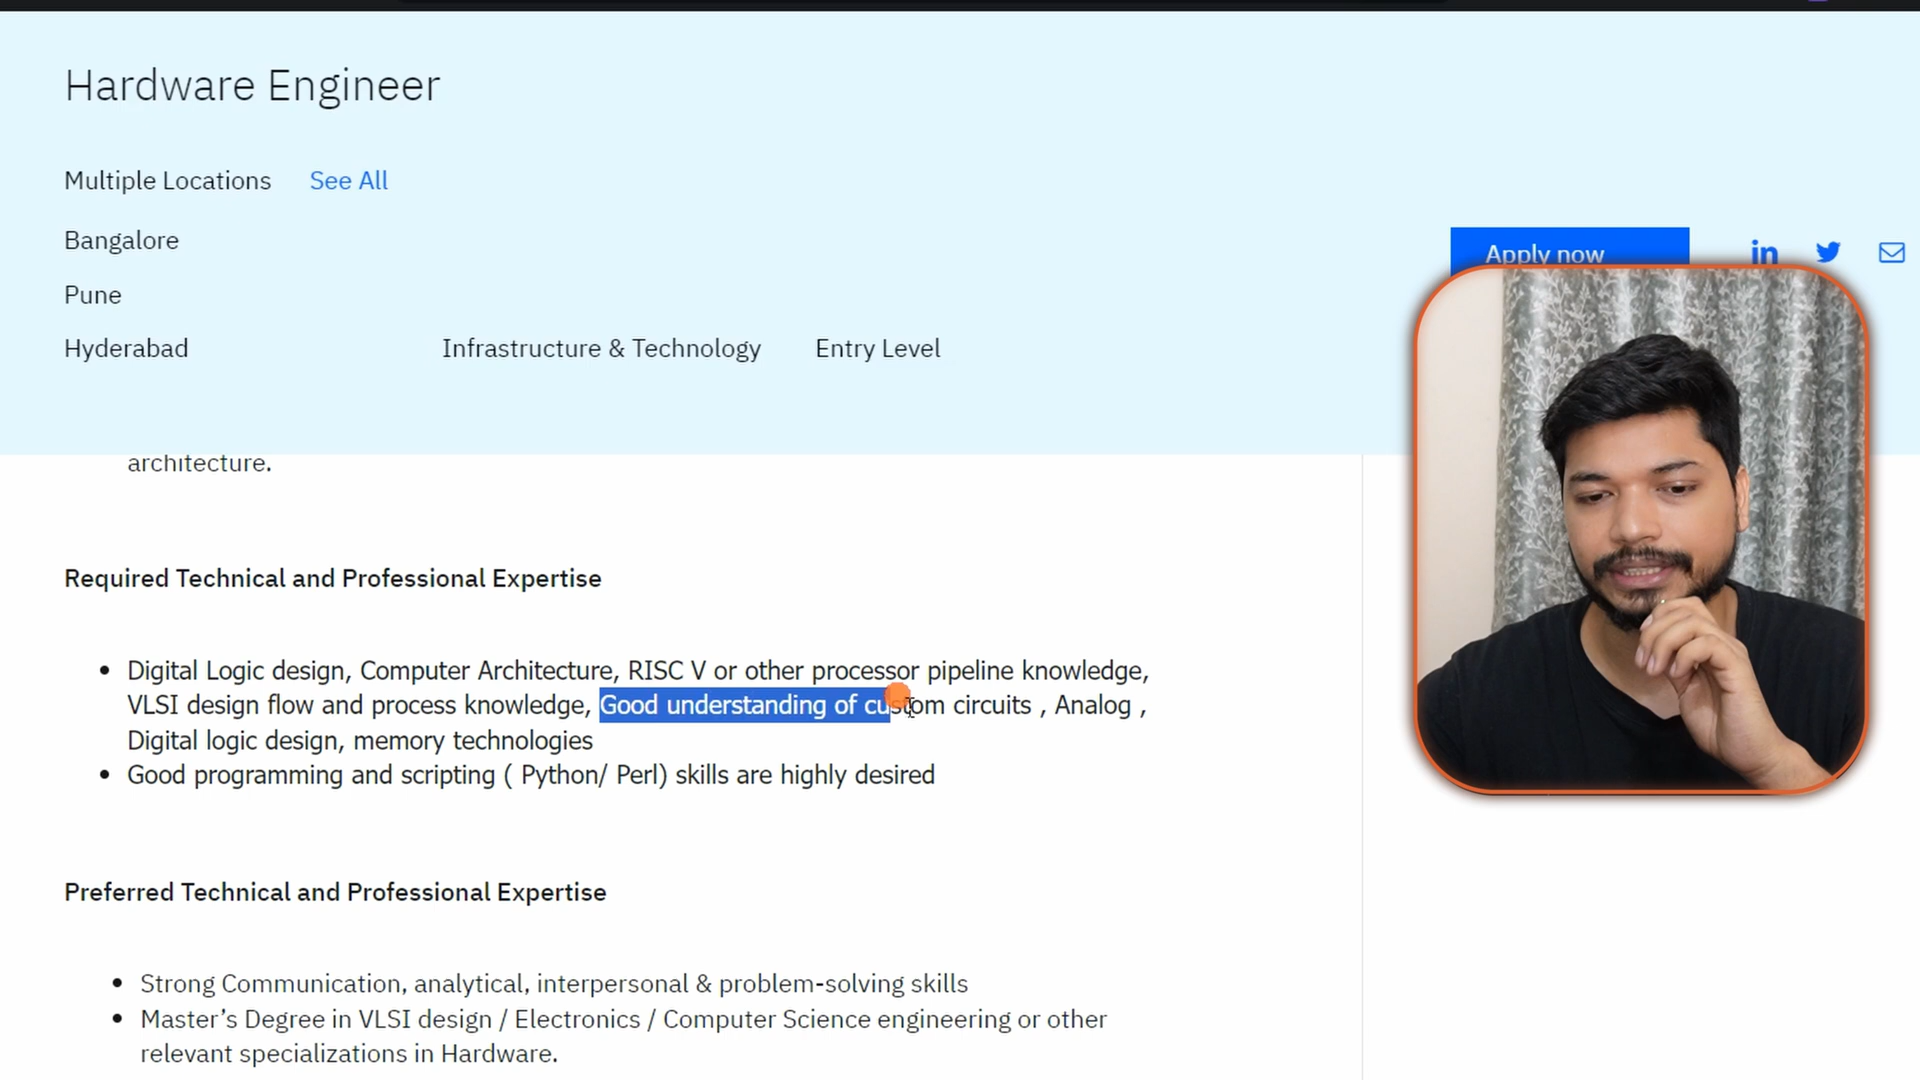 Hardware Engineer
Multiple Locations See All
Bangalore
Pune
Hyderabad Infrastructure & Technology Entry Level
Apply now in
architecture.
Required Technical and Professional Expertise
• Digital Logic design, Computer Architecture, RISC V or other processor pipeline knowledge,
VLSI design flow and process knowledge, Good understanding of custom circuits , Analog ,
Digital logic design, memory technologies
• Good programming and scripting ( Python/ Perl) skills are highly desired
Preferred Technical and Professional Expertise
• Strong Communication, analytical, interpersonal & problem-solving skills
• Master’s Degree in VLSI design / Electronics / Computer Science engineering or other
relevant specializations in Hardware.